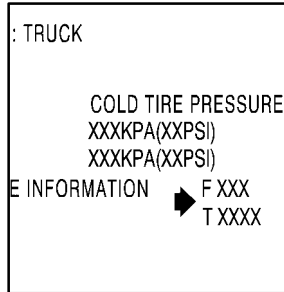 : TRUCK
COLD TIRE PRESSURE
XXXKPA(XXPSI)
XXXKPA(XXPSI)
E INFORMATION F XXX
T XXXX